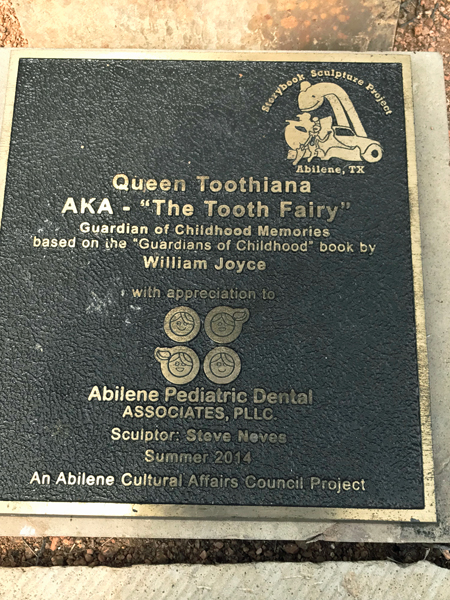 Storybook Sculpture Project
Abilene, TX
Queen Toothiana
AKA - "The Tooth Fairy"
Guardian of Childhood Memories
based on the "Guardians of Childhood" book by
William Joyce
with appreciation to
Abilene Pediatric Dental
ASSOCIATES, PLLC.
Sculptor: Steve Neves
Summer 2014
An Abilene Cultural Affairs Council Project